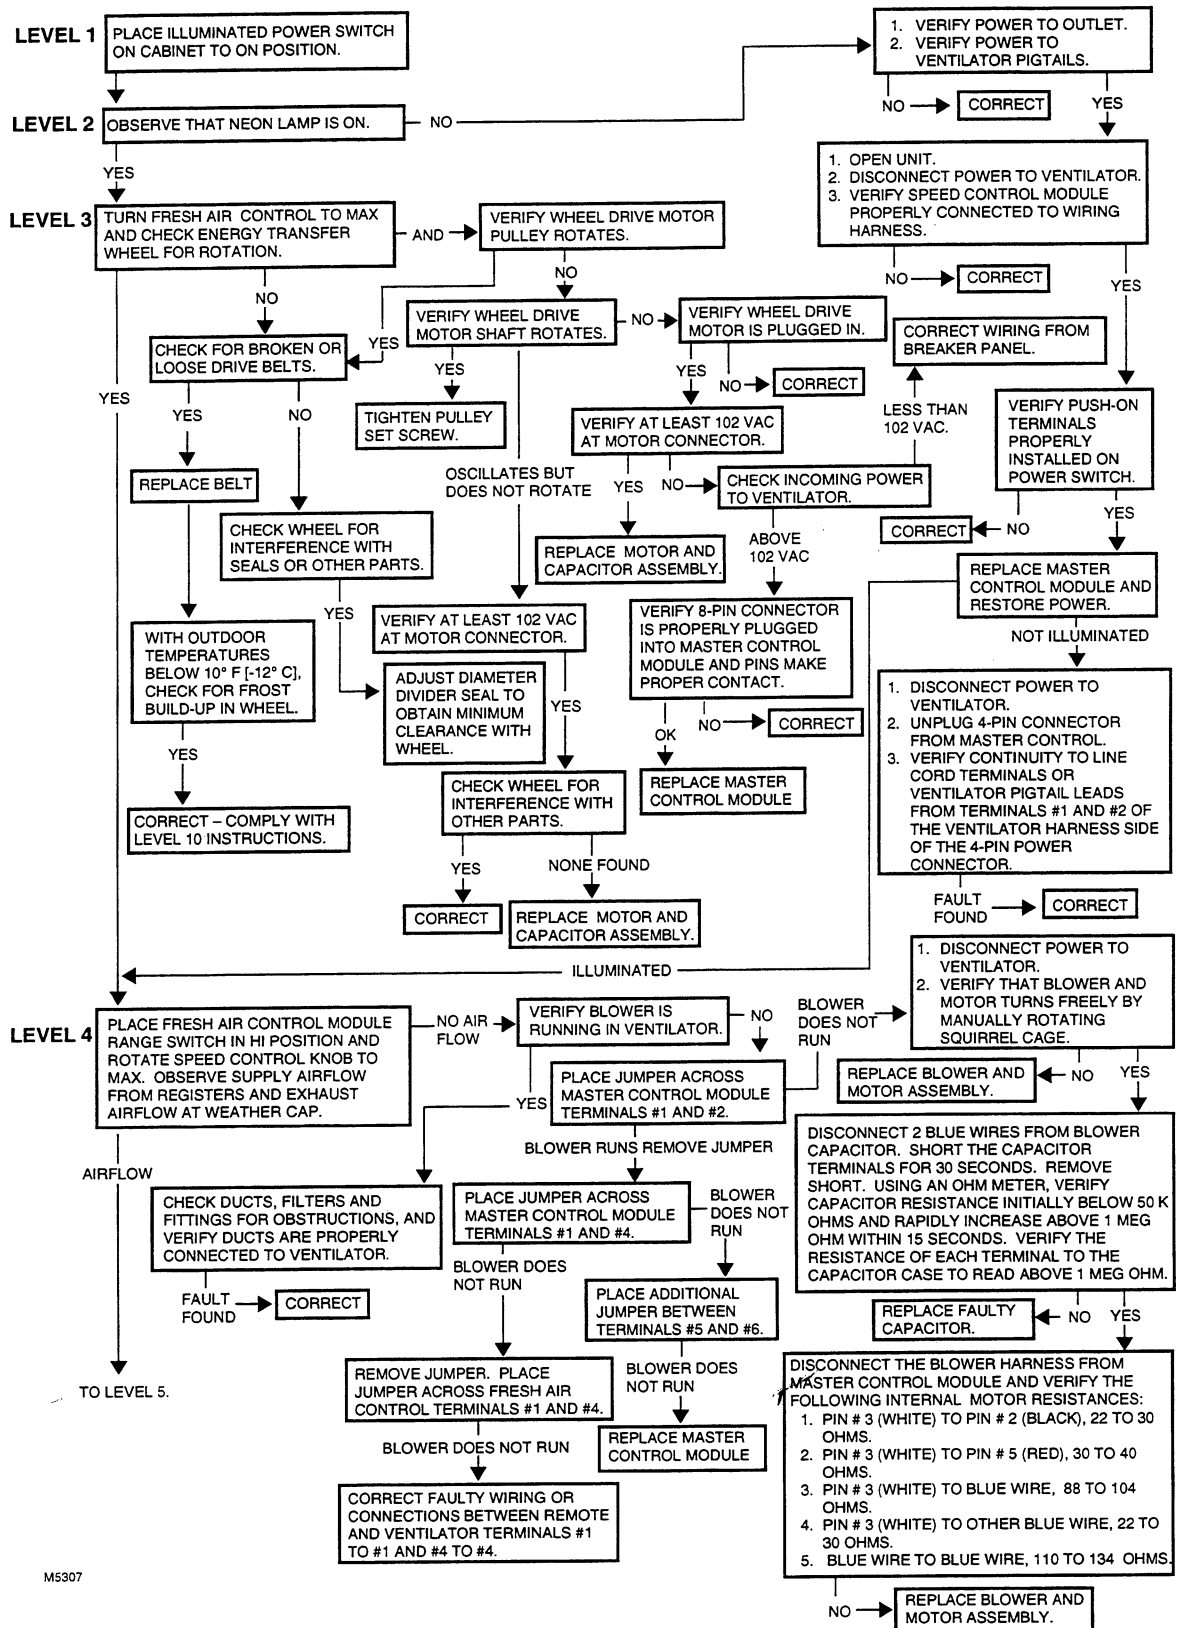 LEVEL 1
PLACE ILLUMINATED POWER SWITCH
ON CABINET TO ON POSITION.
1. VERIFY POWER TO OUTLET.
2. VERIFY POWER TO
VENTILATOR PIGTAILS.
NO
CORRECT
YES
LEVEL 2
OBSERVE THAT NEON LAMP IS ON.
NO
YES
1. OPEN UNIT.
2. DISCONNECT POWER TO VENTILATOR.
3. VERIFY SPEED CONTROL MODULE
PROPERLY CONNECTED TO WIRING
HARNESS.
NO
CORRECT
YES
LEVEL 3
TURN FRESH AIR CONTROL TO MAX
AND CHECK ENERGY TRANSFER
WHEEL FOR ROTATION.
AND
VERIFY WHEEL DRIVE MOTOR
PULLEY ROTATES.
NO
NO
YES
YES
CHECK FOR BROKEN OR
LOOSE DRIVE BELTS.
VERIFY WHEEL DRIVE
MOTOR SHAFT ROTATES.
NO
VERIFY WHEEL DRIVE
MOTOR IS PLUGGED IN.
CORRECT WIRING FROM
BREAKER PANEL.
YES
YES
NO
CORRECT
YES
NO
TIGHTEN PULLEY
SET SCREW.
VERIFY AT LEAST 102 VAC
AT MOTOR CONNECTOR.
LESS THAN
102 VAC.
VERIFY PUSH-ON
TERMINALS
PROPERLY
INSTALLED ON
POWER SWITCH.
REPLACE BELT
OSCILLATES BUT
DOES NOT ROTATE
YES
NO
CHECK INCOMING POWER
TO VENTILATOR.
CORRECT
NO
YES
CHECK WHEEL FOR
INTERFERENCE WITH
SEALS OR OTHER PARTS.
REPLACE MOTOR AND
CAPACITOR ASSEMBLY.
ABOVE
102 VAC
REPLACE MASTER
CONTROL MODULE AND
RESTORE POWER.
YES
VERIFY AT LEAST 102 VAC
AT MOTOR CONNECTOR.
VERIFY 8-PIN CONNECTOR
IS PROPERLY PLUGGED
INTO MASTER CONTROL
MODULE AND PINS MAKE
PROPER CONTACT.
NOT ILLUMINATED
WITH OUTDOOR
TEMPERATURES
BELOW 10° F [-12° C],
CHECK FOR FROST
BUILD-UP IN WHEEL.
ADJUST DIAMETER
DIVIDER SEAL TO
OBTAIN MINIMUM
CLEARANCE WITH
WHEEL.
YES
OK
NO
CORRECT
1. DISCONNECT POWER TO
VENTILATOR.
2. UNPLUG 4-PIN CONNECTOR
FROM MASTER CONTROL.
3. VERIFY CONTINUITY TO LINE
CORD TERMINALS OR
VENTILATOR PIGTAIL LEADS
FROM TERMINALS #1 AND #2 OF
THE VENTILATOR HARNESS SIDE
OF THE 4-PIN POWER
CONNECTOR.
YES
REPLACE MASTER
CONTROL MODULE
CORRECT – COMPLY WITH
LEVEL 10 INSTRUCTIONS.
CHECK WHEEL FOR
INTERFERENCE WITH
OTHER PARTS.
YES
NONE FOUND
CORRECT
REPLACE MOTOR AND
CAPACITOR ASSEMBLY.
FAULT
FOUND
CORRECT
ILLUMINATED
1. DISCONNECT POWER TO
VENTILATOR.
2. VERIFY THAT BLOWER AND
MOTOR TURNS FREELY BY
MANUALLY ROTATING
SQUIRREL CAGE.
LEVEL 4
PLACE FRESH AIR CONTROL MODULE
RANGE SWITCH IN HI POSITION AND
ROTATE SPEED CONTROL KNOB TO
MAX. OBSERVE SUPPLY AIRFLOW
FROM REGISTERS AND EXHAUST
AIRFLOW AT WEATHER CAP.
NO AIR
FLOW
VERIFY BLOWER IS
RUNNING IN VENTILATOR.
NO
BLOWER
DOES NOT
RUN
YES
PLACE JUMPER ACROSS
MASTER CONTROL MODULE
TERMINALS #1 AND #2.
REPLACE BLOWER AND
MOTOR ASSEMBLY.
NO
YES
BLOWER RUNS REMOVE JUMPER
DISCONNECT 2 BLUE WIRES FROM BLOWER
CAPACITOR. SHORT THE CAPACITOR
TERMINALS FOR 30 SECONDS. REMOVE
SHORT. USING AN OHM METER, VERIFY
CAPACITOR RESISTANCE INITIALLY BELOW 50 K
OHMS AND RAPIDLY INCREASE ABOVE 1 MEG
OHM WITHIN 15 SECONDS. VERIFY THE
RESISTANCE OF EACH TERMINAL TO THE
CAPACITOR CASE TO READ ABOVE 1 MEG OHM.
AIRFLOW
CHECK DUCTS, FILTERS AND
FITTINGS FOR OBSTRUCTIONS, AND
VERIFY DUCTS ARE PROPERLY
CONNECTED TO VENTILATOR.
PLACE JUMPER ACROSS
MASTER CONTROL MODULE
TERMINALS #1 AND #4.
BLOWER
DOES NOT
RUN
FAULT
FOUND
CORRECT
BLOWER DOES
NOT RUN
PLACE ADDITIONAL
JUMPER BETWEEN
TERMINALS #5 AND #6.
REPLACE FAULTY
CAPACITOR.
NO
YES
TO LEVEL 5.
REMOVE JUMPER. PLACE
JUMPER ACROSS FRESH AIR
CONTROL TERMINALS #1 AND #4.
BLOWER DOES
NOT RUN
DISCONNECT THE BLOWER HARNESS FROM
MASTER CONTROL MODULE AND VERIFY THE
FOLLOWING INTERNAL MOTOR RESISTANCES:
1. PIN # 3 (WHITE) TO PIN # 2 (BLACK), 22 TO 30
OHMS.
2. PIN # 3 (WHITE) TO PIN # 5 (RED), 30 TO 40
OHMS.
3. PIN # 3 (WHITE) TO BLUE WIRE, 88 TO 104
OHMS.
4. PIN # 3 (WHITE) TO OTHER BLUE WIRE, 22 TO
30 OHMS.
5. BLUE WIRE TO BLUE WIRE, 110 TO 134 OHMS.
BLOWER DOES NOT RUN
REPLACE MASTER
CONTROL MODULE
CORRECT FAULTY WIRING OR
CONNECTIONS BETWEEN REMOTE
AND VENTILATOR TERMINALS #1
TO #1 AND #4 TO #4.
M5307
NO
REPLACE BLOWER AND
MOTOR ASSEMBLY.